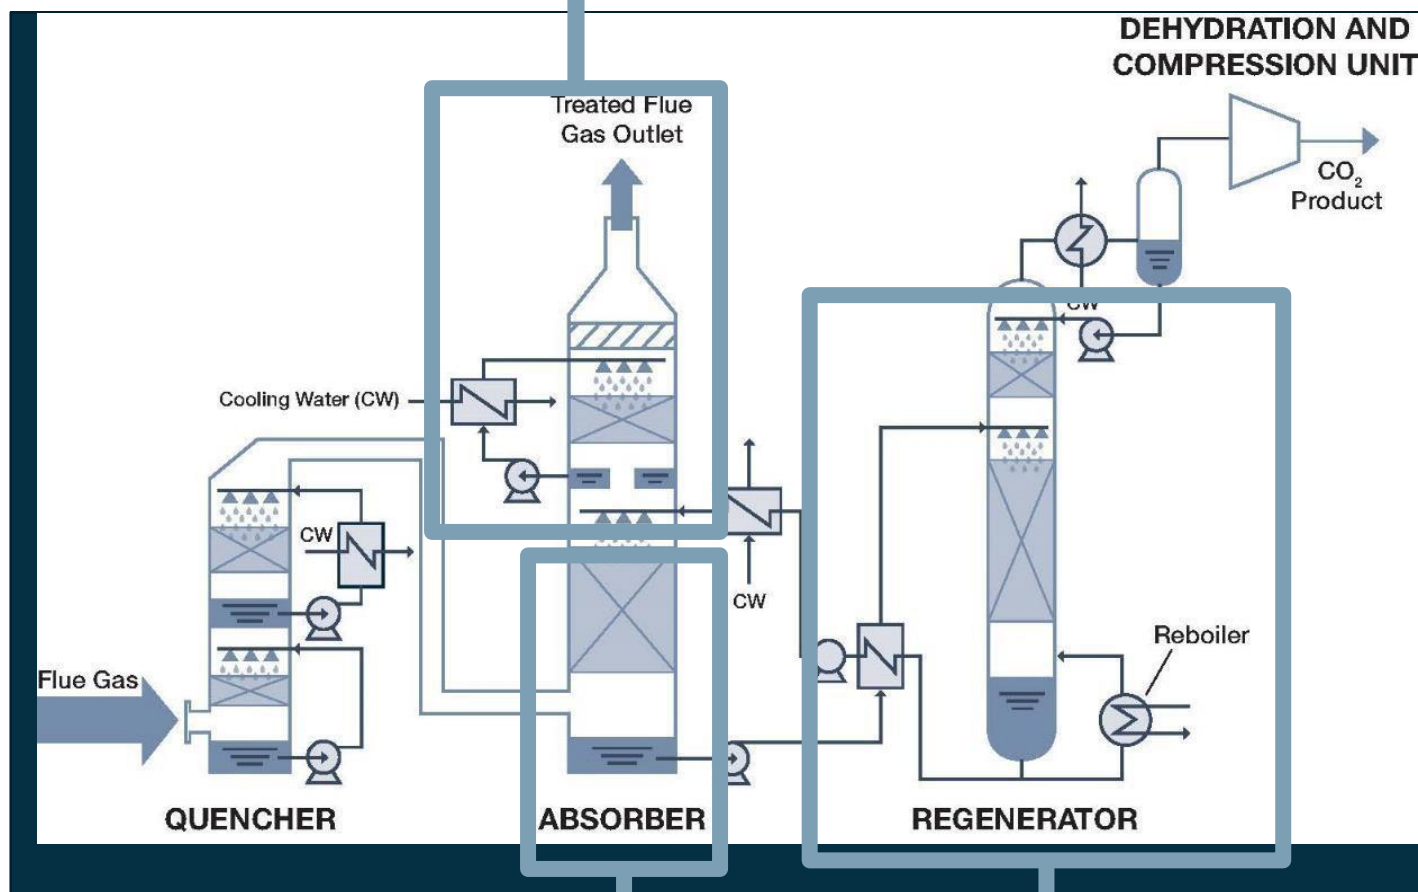 DEHYDRATION AND
COMPRESSION UNIT
Treated Flue
Gas Outlet
CO₂
Product
CW
Cooling Water (CW)
CW
CW
Reboiler
Flue Gas
QUENCHER
ABSORBER
REGENERATOR